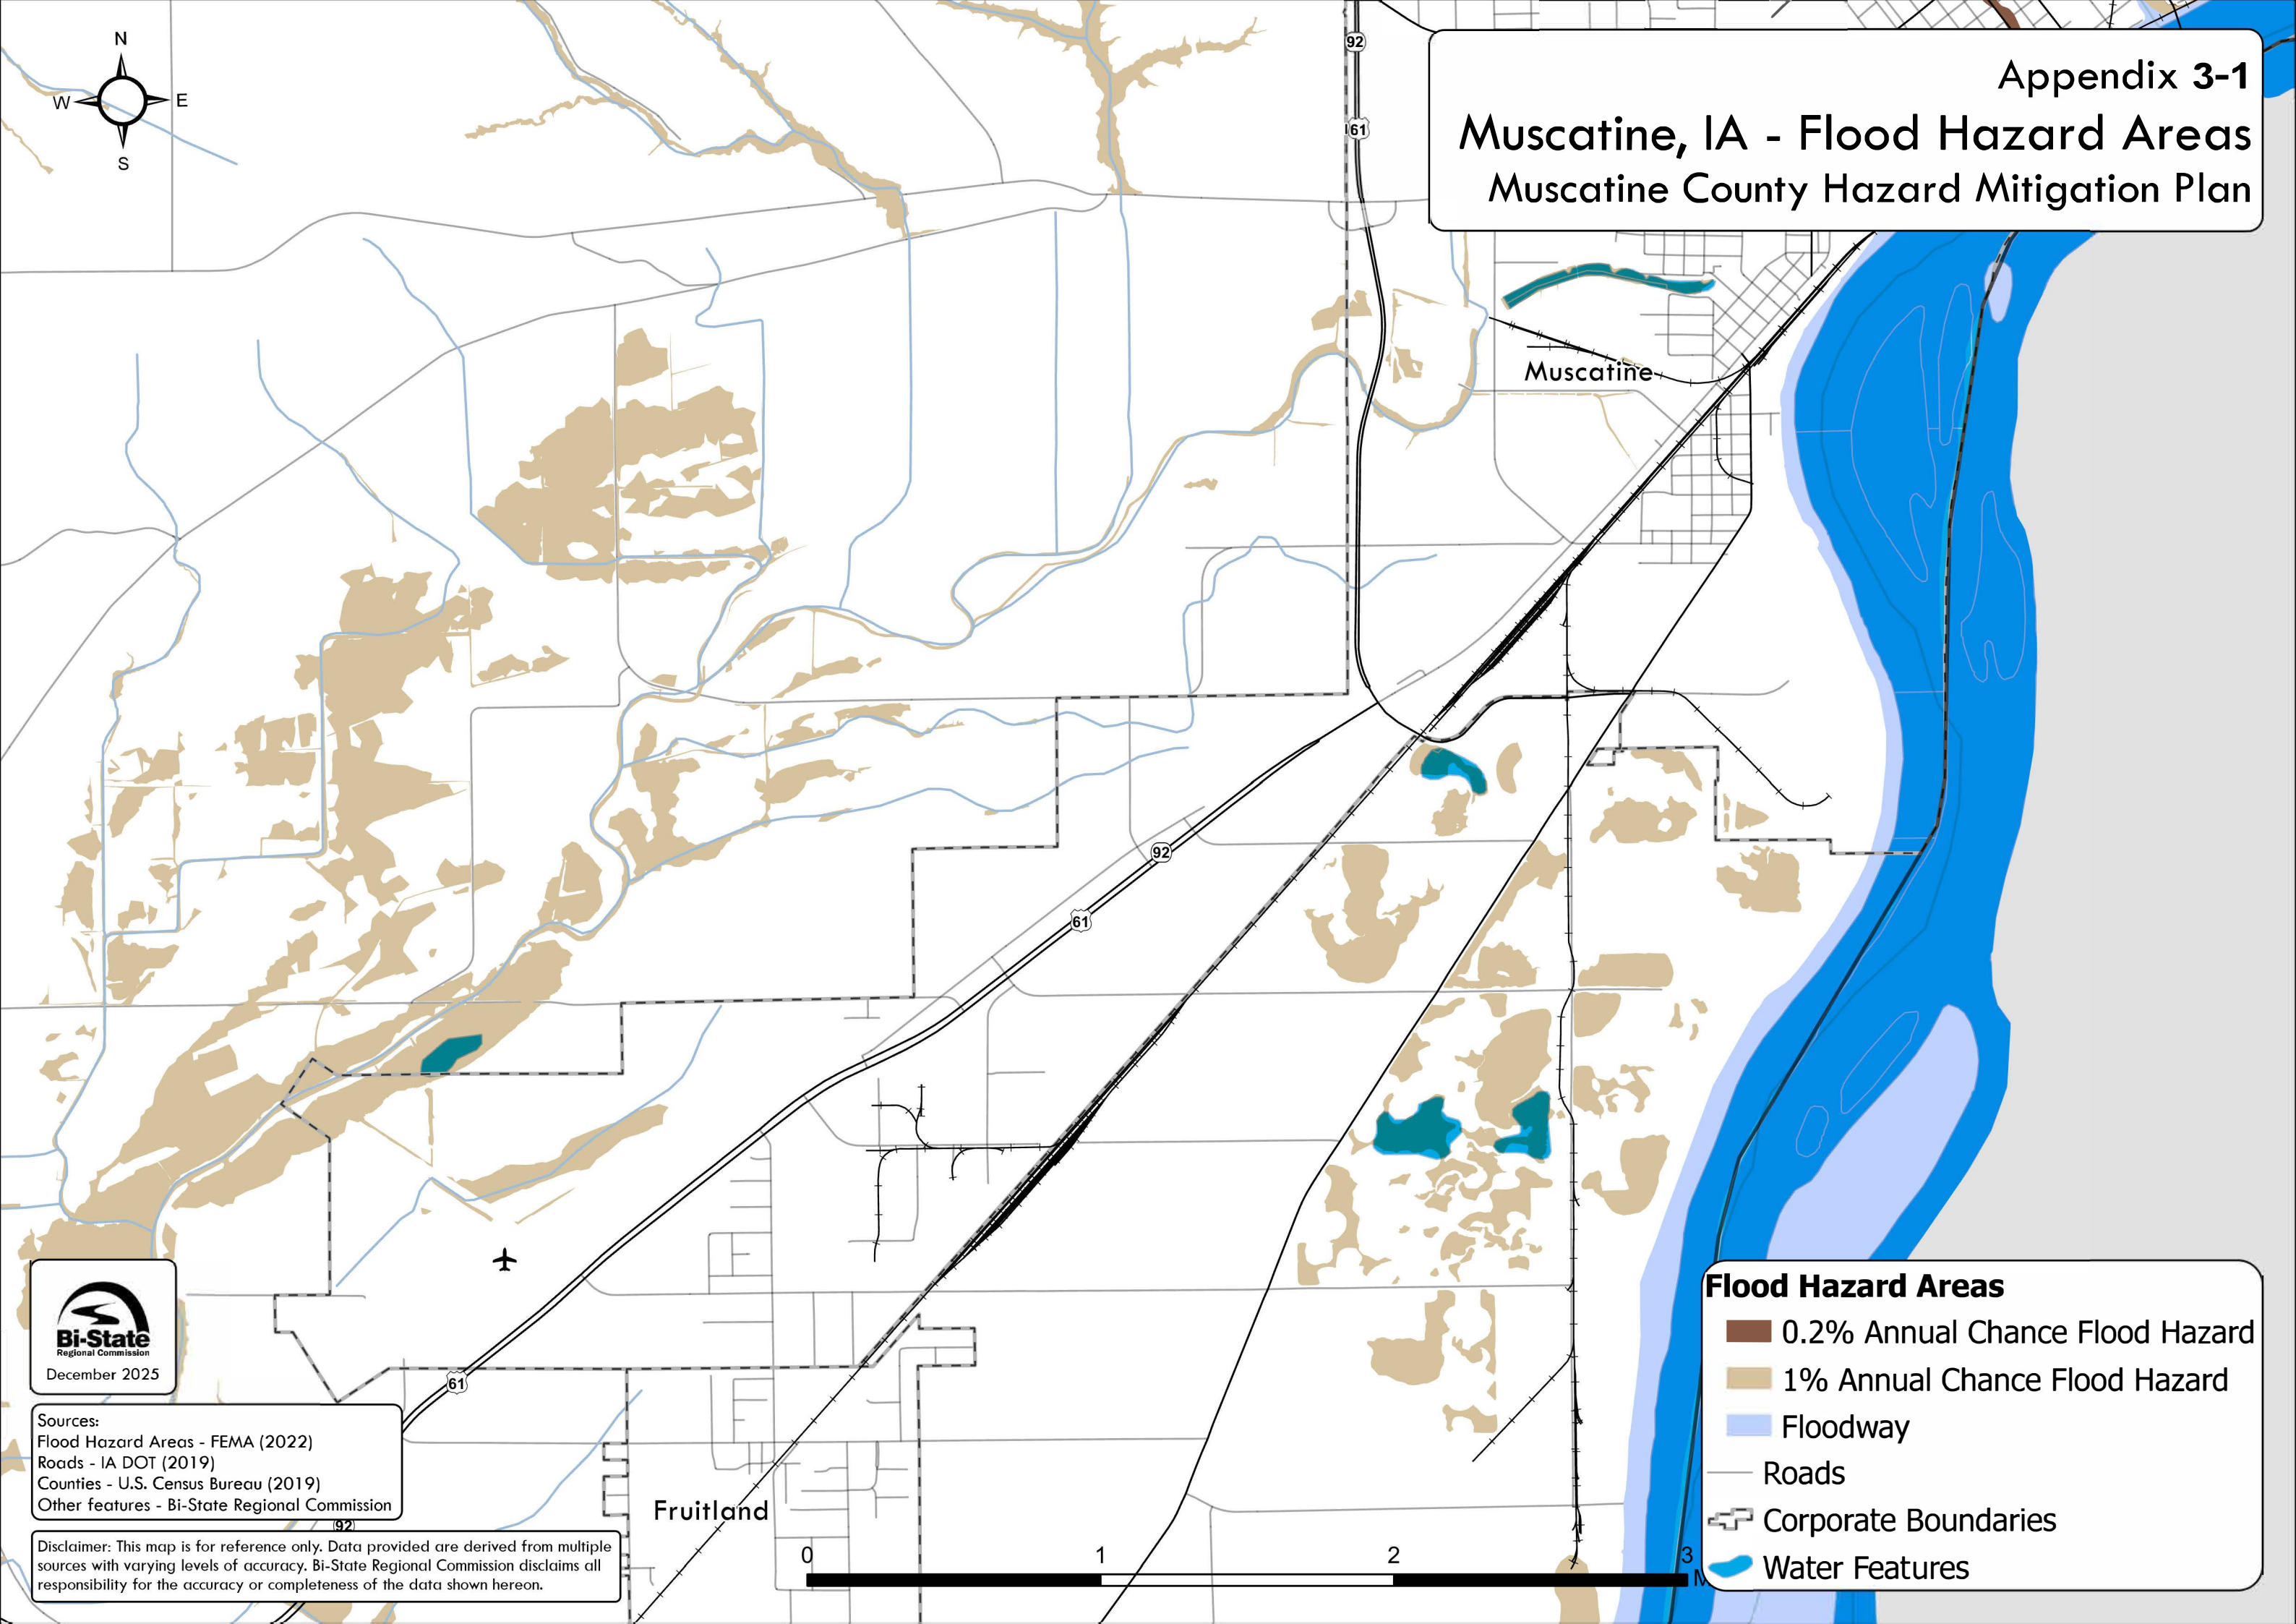 N
W
E
S
92
61
Appendix 3-1
Muscatine, IA - Flood Hazard Areas
Muscatine County Hazard Mitigation Plan
Muscatine
92
61
61
Bi-State
Regional Commission
December 2025
Sources:
Flood Hazard Areas - FEMA (2022)
Roads - IA DOT (2019)
Counties - U.S. Census Bureau (2019)
Other features - Bi-State Regional Commission
92
Disclaimer: This map is for reference only. Data provided are derived from multiple
sources with varying levels of accuracy. Bi-State Regional Commission disclaims all
responsibility for the accuracy or completeness of the data shown hereon.
Fruitland
0 1 2 3
Flood Hazard Areas
0.2% Annual Chance Flood Hazard
1% Annual Chance Flood Hazard
Floodway
Roads
Corporate Boundaries
Water Features